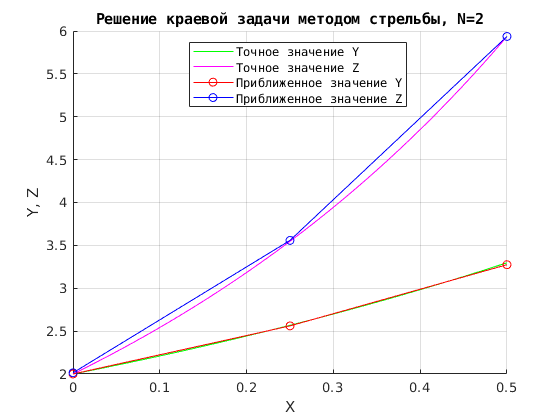 Решение краевой задачи методом стрельбы, N=2
6
5.5
5
4.5
4
3.5
3
2.5
2
Y, Z
Точное значение Y
Точное значение Z
Приближенное значение Y
Приближенное значение Z
0
0.1
0.2
0.3
0.4
0.5
X